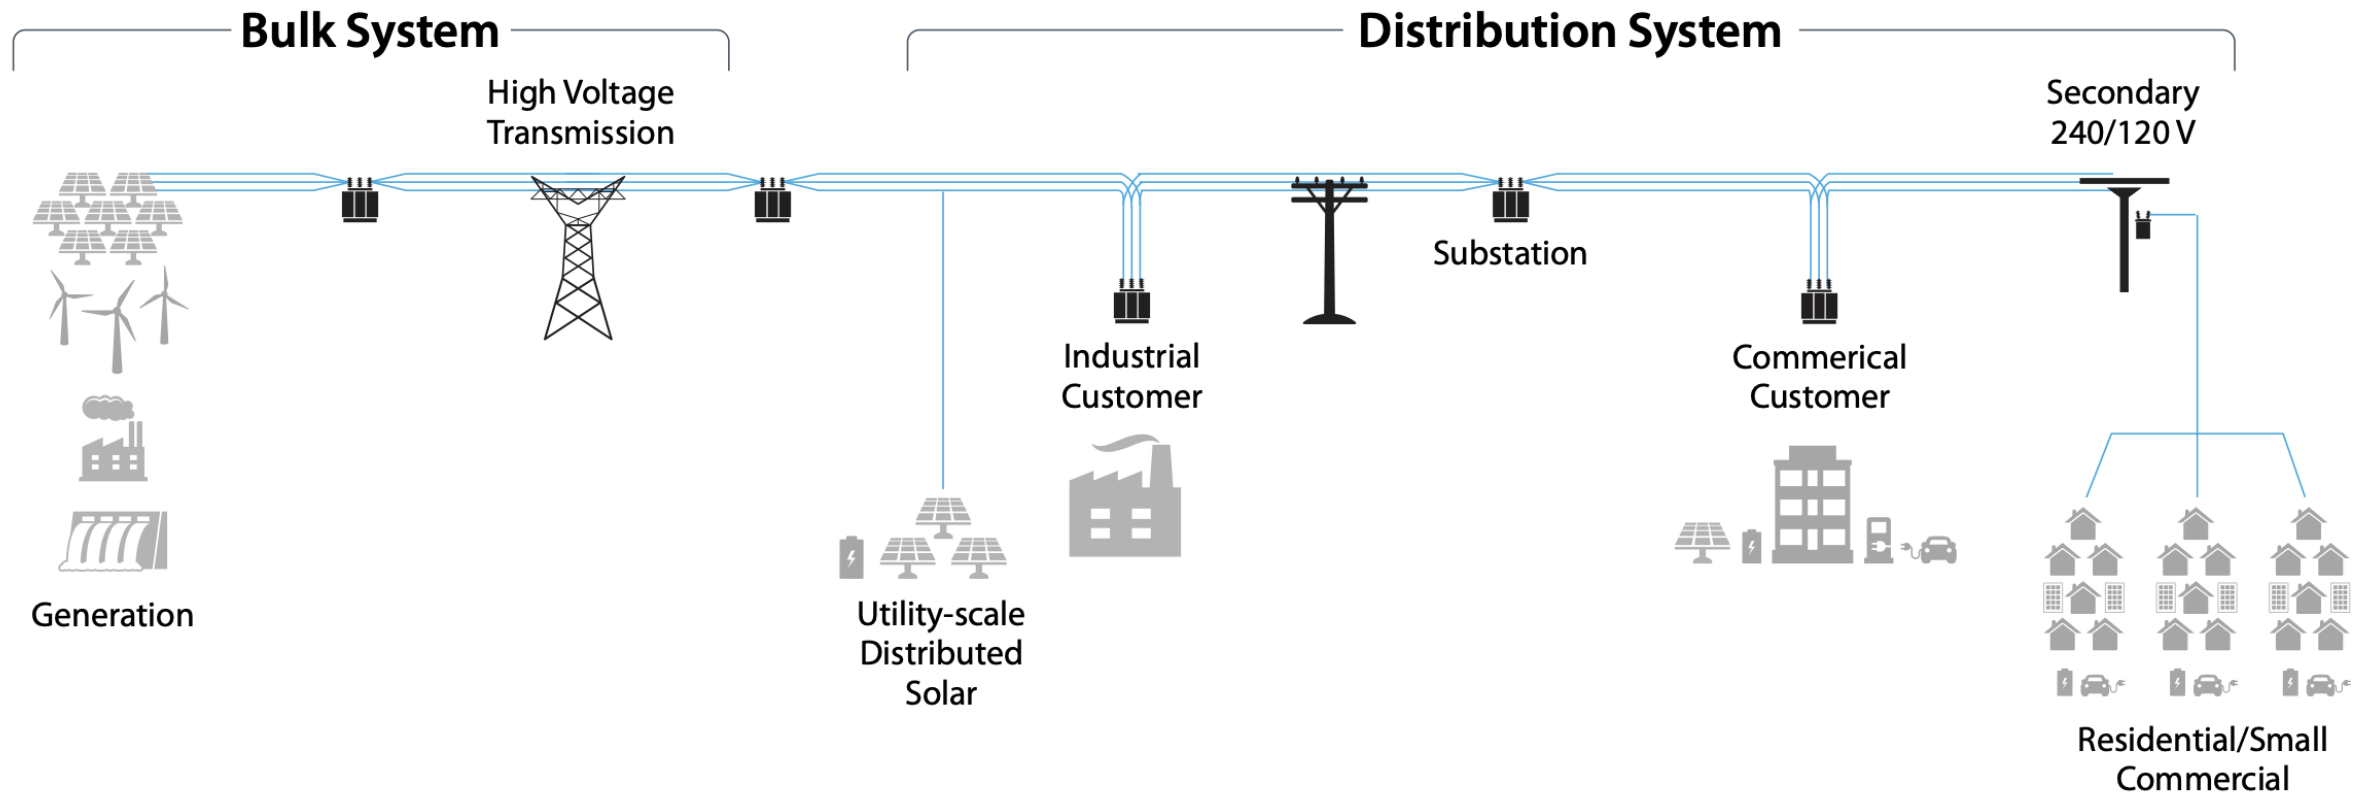 Bulk System
Distribution System
High Voltage
Transmission
Secondary
240/120 V
Substation
Industrial
Customer
Commerical
Customer
Generation
Utility-scale
Distributed
Solar
Residential/Small
Commercial